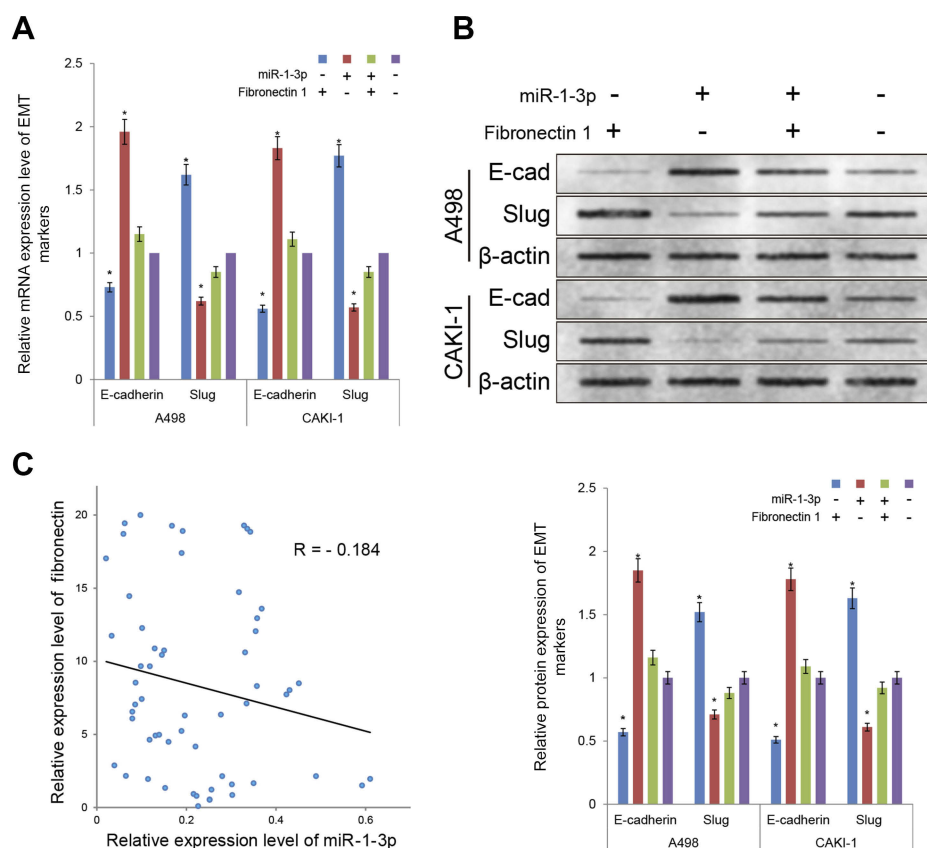 A
Relative mRNA expression level of EMT
markers
2.5
2
1.5
1
0.5
0
miR-1-3p - + + -
Fibronectin 1 + - + -
* * * * * * * *
E-cadherin Slug E-cadherin Slug
A498 CAKI-1
B
miR-1-3p - + + -
Fibronectin 1 + - + -
A498
E-cad
Slug
β-actin
CAKI-1
E-cad
Slug
β-actin
C
Relative expression level of fibronectin
20
15
10
5
0
R = - 0.184
0.0 0.2 0.4 0.6
Relative expression level of miR-1-3p
Relative protein expression of EMT
markers
2.5
2
1.5
1
0.5
0
miR-1-3p - + + -
Fibronectin 1 + - + -
* * * * * * * *
E-cadherin Slug E-cadherin Slug
A498 CAKI-1